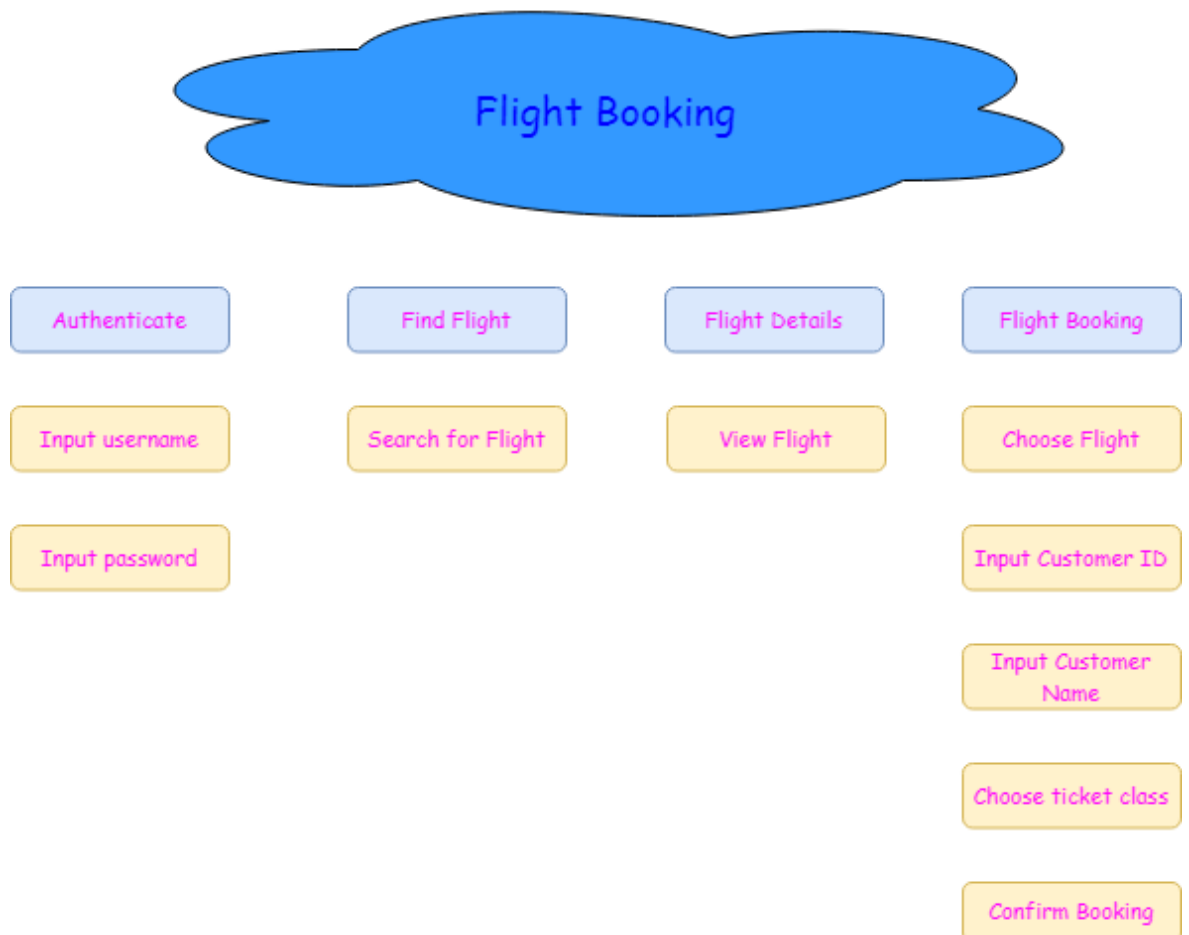 Flight Booking
Authenticate
Find Flight
Flight Details
Flight Booking
Input username
Search for Flight
View Flight
Choose Flight
Input password
Input Customer ID
Input Customer
Name
Choose ticket class
Confirm Booking